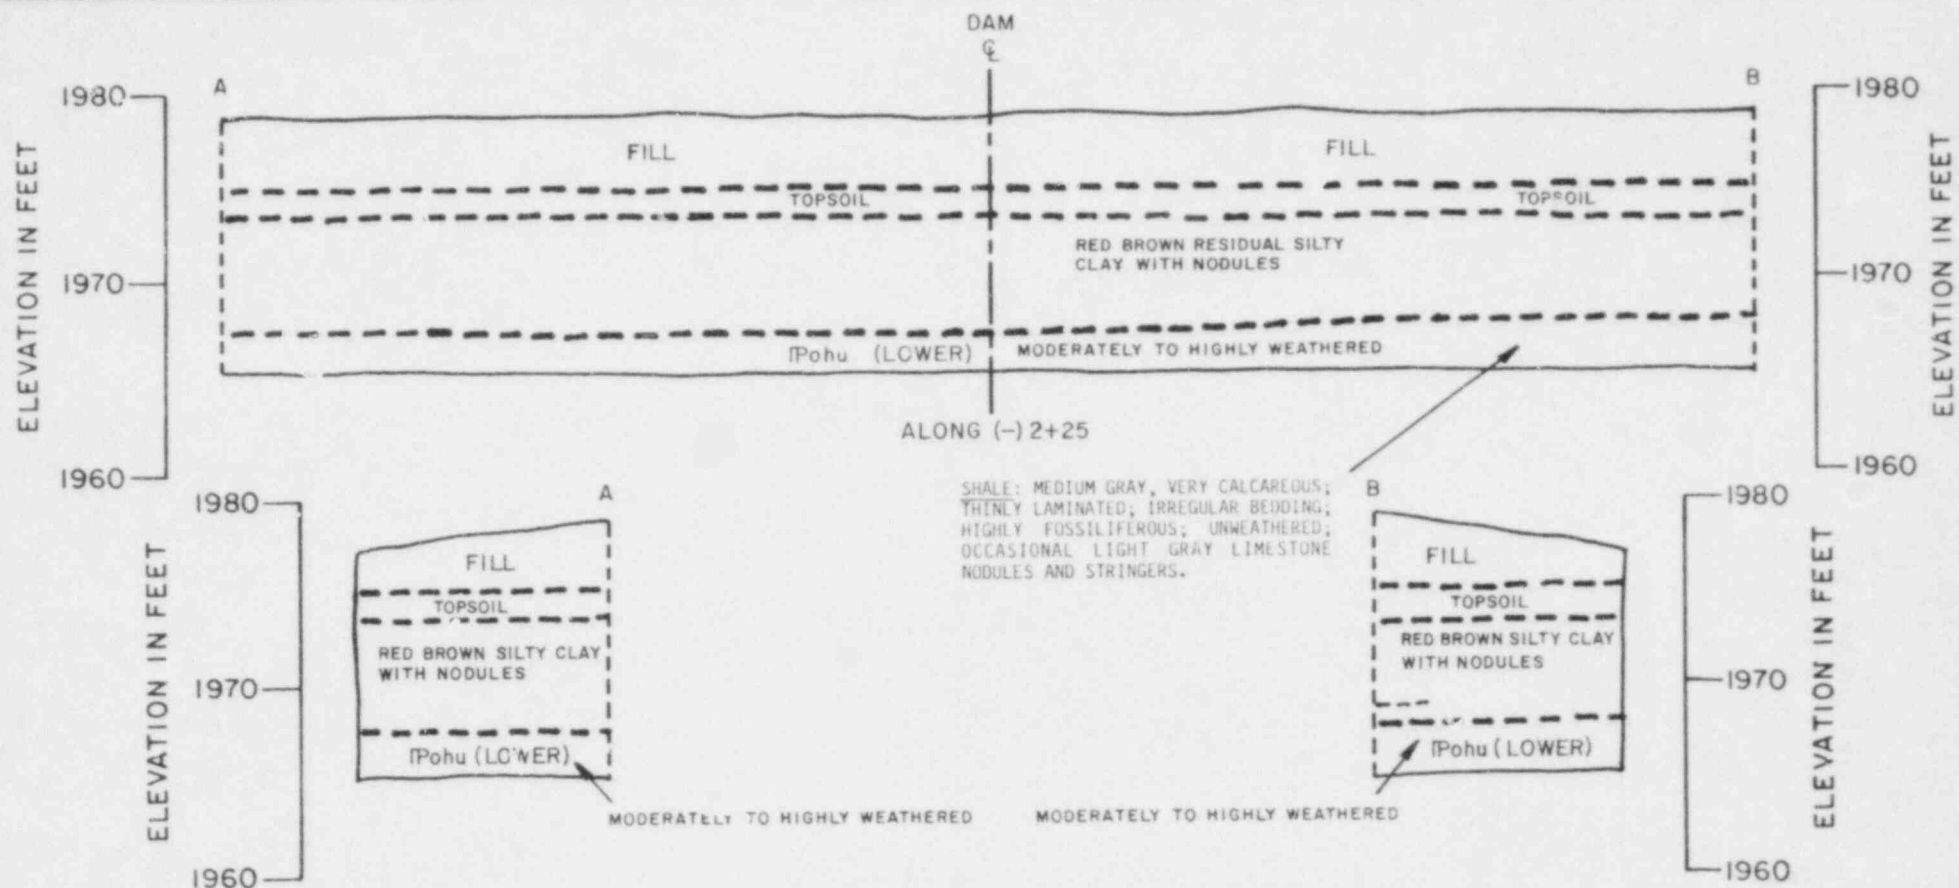 DAM
℄
A
B
1980
1980
FILL
FILL
TOPSOIL
TOPSOIL
RED BROWN RESIDUAL SILTY
CLAY WITH NODULES
1970
1970
ELEVATION IN FEET
ELEVATION IN FEET
ℙohu (LOWER)
MODERATELY TO HIGHLY WEATHERED
ALONG (-) 2+25
1960
1960
SHALE: MEDIUM GRAY, VERY CALCAREOUS;
THINLY LAMINATED; IRREGULAR BEDDING;
HIGHLY FOSSILIFEROUS; UNWEATHERED;
OCCASIONAL LIGHT GRAY LIMESTONE
NODULES AND STRINGERS.
1980
A
B
1980
FILL
FILL
TOPSOIL
TOPSOIL
RED BROWN SILTY CLAY
WITH NODULES
RED BROWN SILTY CLAY
WITH NODULES
1970
1970
ELEVATION IN FEET
ELEVATION IN FEET
ℙohu (LOWER)
ℙohu (LOWER)
MODERATELY TO HIGHLY WEATHERED
MODERATELY TO HIGHLY WEATHERED
1960
1960